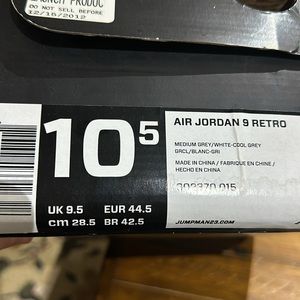 DO NOT SELL BEFORE
12/15/2012
10⁵
AIR JORDAN 9 RETRO
MEDIUM GREY/WHITE-COOL GREY
GRCL/BLANC-GRI
MADE IN CHINA / FABRIQUE EN CHINE /
HECHO EN CHINA
302370 015
UK 9.5 EUR 44.5
CM 28.5 BR 42.5
JUMPMAN23.COM